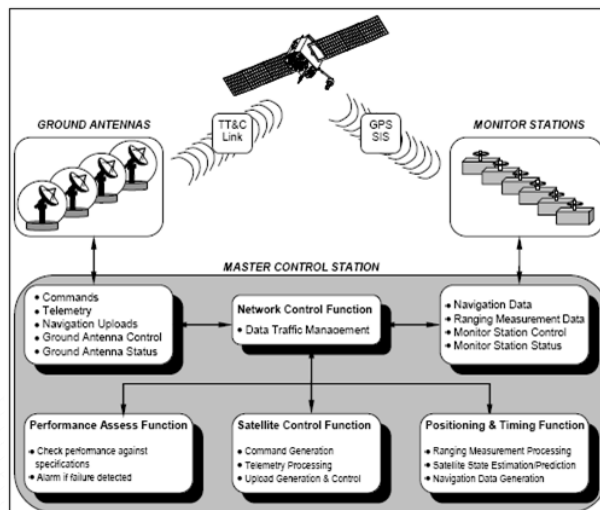 GROUND ANTENNAS
TT&C
Link
GPS
SIS
MONITOR STATIONS
MASTER CONTROL STATION
• Commands
• Telemetry
• Navigation Uploads
• Ground Antenna Control
• Ground Antenna Status
Network Control Function
• Data Traffic Management
• Navigation Data
• Ranging Measurement Data
• Monitor Station Control
• Monitor Station Status
Performance Assess Function
• Check performance against
specifications
• Alarm if failure detected
Satellite Control Function
• Command Generation
• Telemetry Processing
• Upload Generation & Control
Positioning & Timing Function
• Ranging Measurement Processing
• Satellite State Estimation/Prediction
• Navigation Data Generation